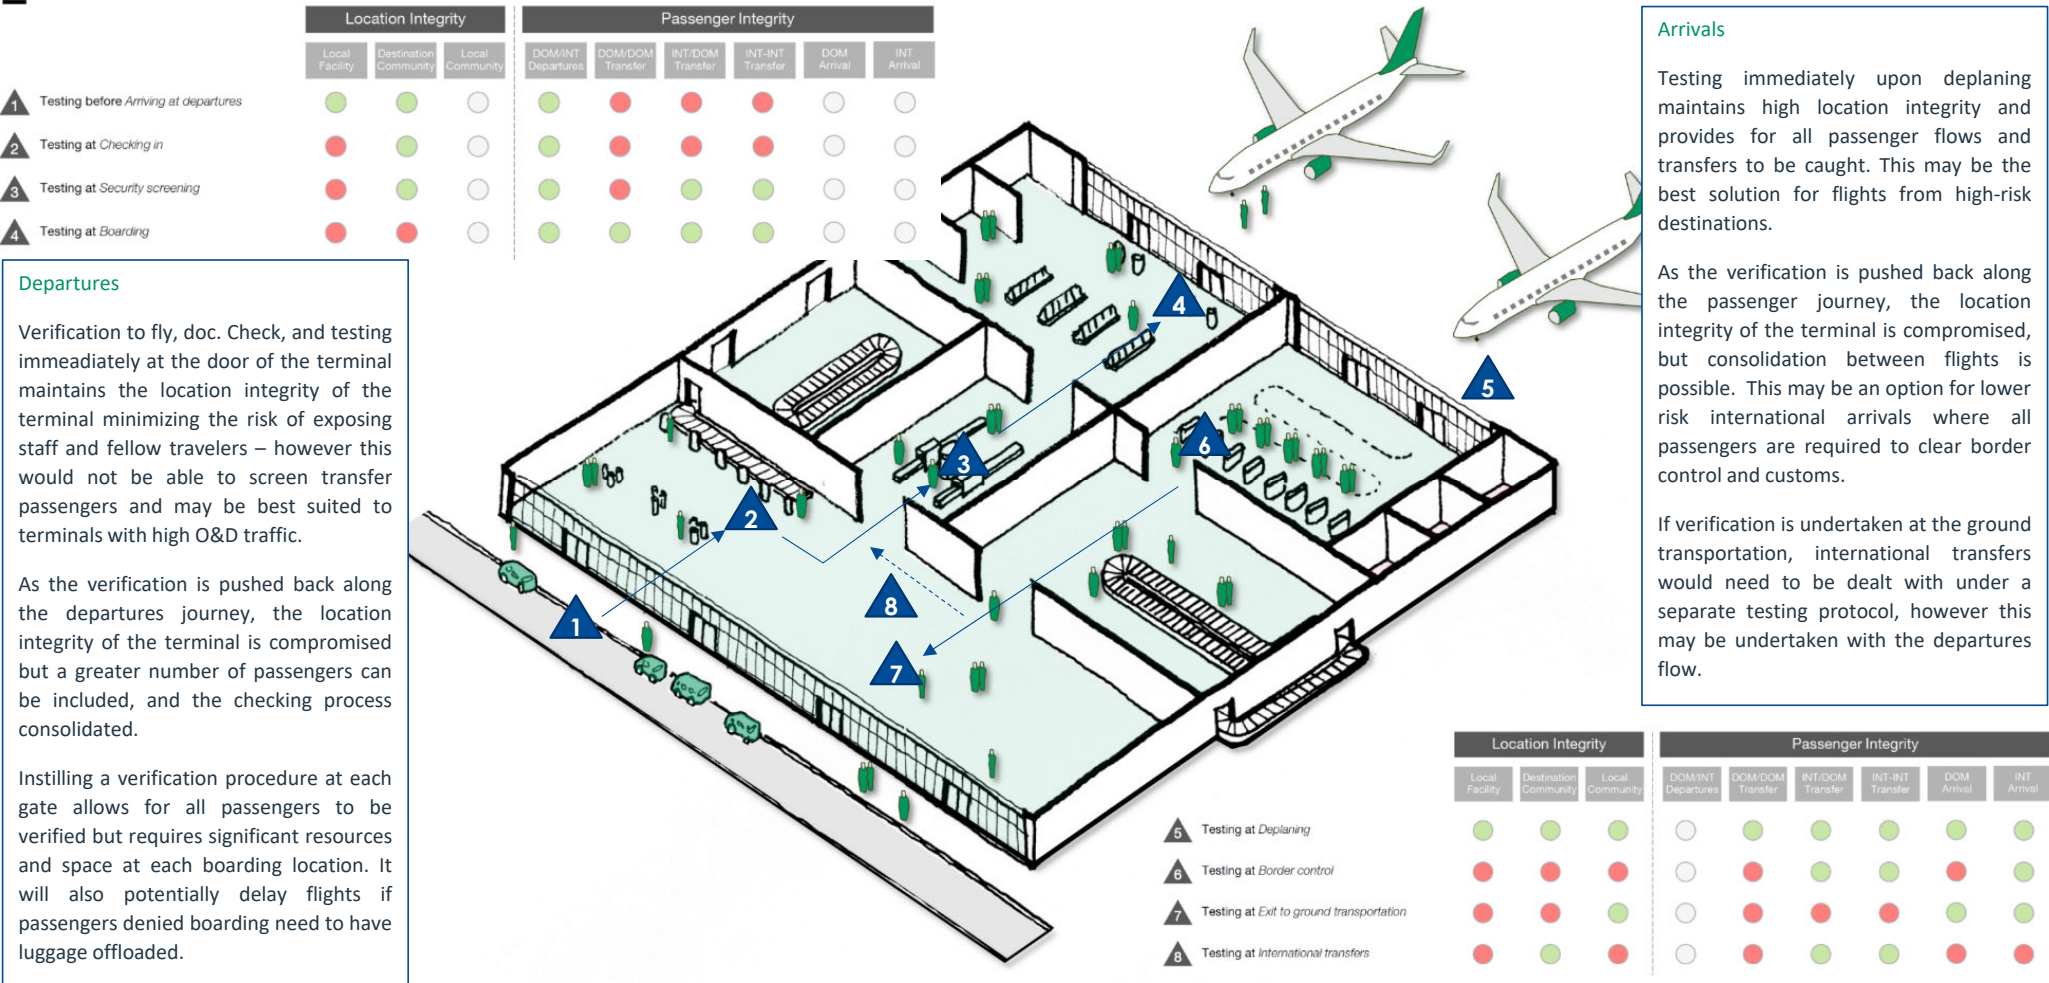 Location Integrity
Passenger Integrity
Local Facility
Destination Community
Local Community
DOM/INT Departures
DOM/DOM Transfer
INT/DOM Transfer
INT-INT Transfer
DOM Arrival
INT Arrival
1 Testing before Arriving at departures
2 Testing at Checking in
3 Testing at Security screening
4 Testing at Boarding
Departures
Verification to fly, doc. Check, and testing
immeadiately at the door of the terminal
maintains the location integrity of the
terminal minimizing the risk of exposing
staff and fellow travelers – however this
would not be able to screen transfer
passengers and may be best suited to
terminals with high O&D traffic.
As the verification is pushed back along
the departures journey, the location
integrity of the terminal is compromised
but a greater number of passengers can
be included, and the checking process
consolidated.
Instilling a verification procedure at each
gate allows for all passengers to be
verified but requires significant resources
and space at each boarding location. It
will also potentially delay flights if
passengers denied boarding need to have
luggage offloaded.
1
2
3
4
5
6
7
8
Arrivals
Testing immediately upon deplaning
maintains high location integrity and
provides for all passenger flows and
transfers to be caught. This may be the
best solution for flights from high-risk
destinations.
As the verification is pushed back along
the passenger journey, the location
integrity of the terminal is compromised,
but consolidation between flights is
possible. This may be an option for lower
risk international arrivals where all
passengers are required to clear border
control and customs.
If verification is undertaken at the ground
transportation, international transfers
would need to be dealt with under a
separate testing protocol, however this
may be undertaken with the departures
flow.
Location Integrity
Passenger Integrity
Local Facility
Destination Community
Local Community
DOM/INT Departures
DOM/DOM Transfer
INT/DOM Transfer
INT-INT Transfer
DOM Arrival
INT Arrival
5 Testing at Deplaning
6 Testing at Border control
7 Testing at Exit to ground transportation
8 Testing at International transfers